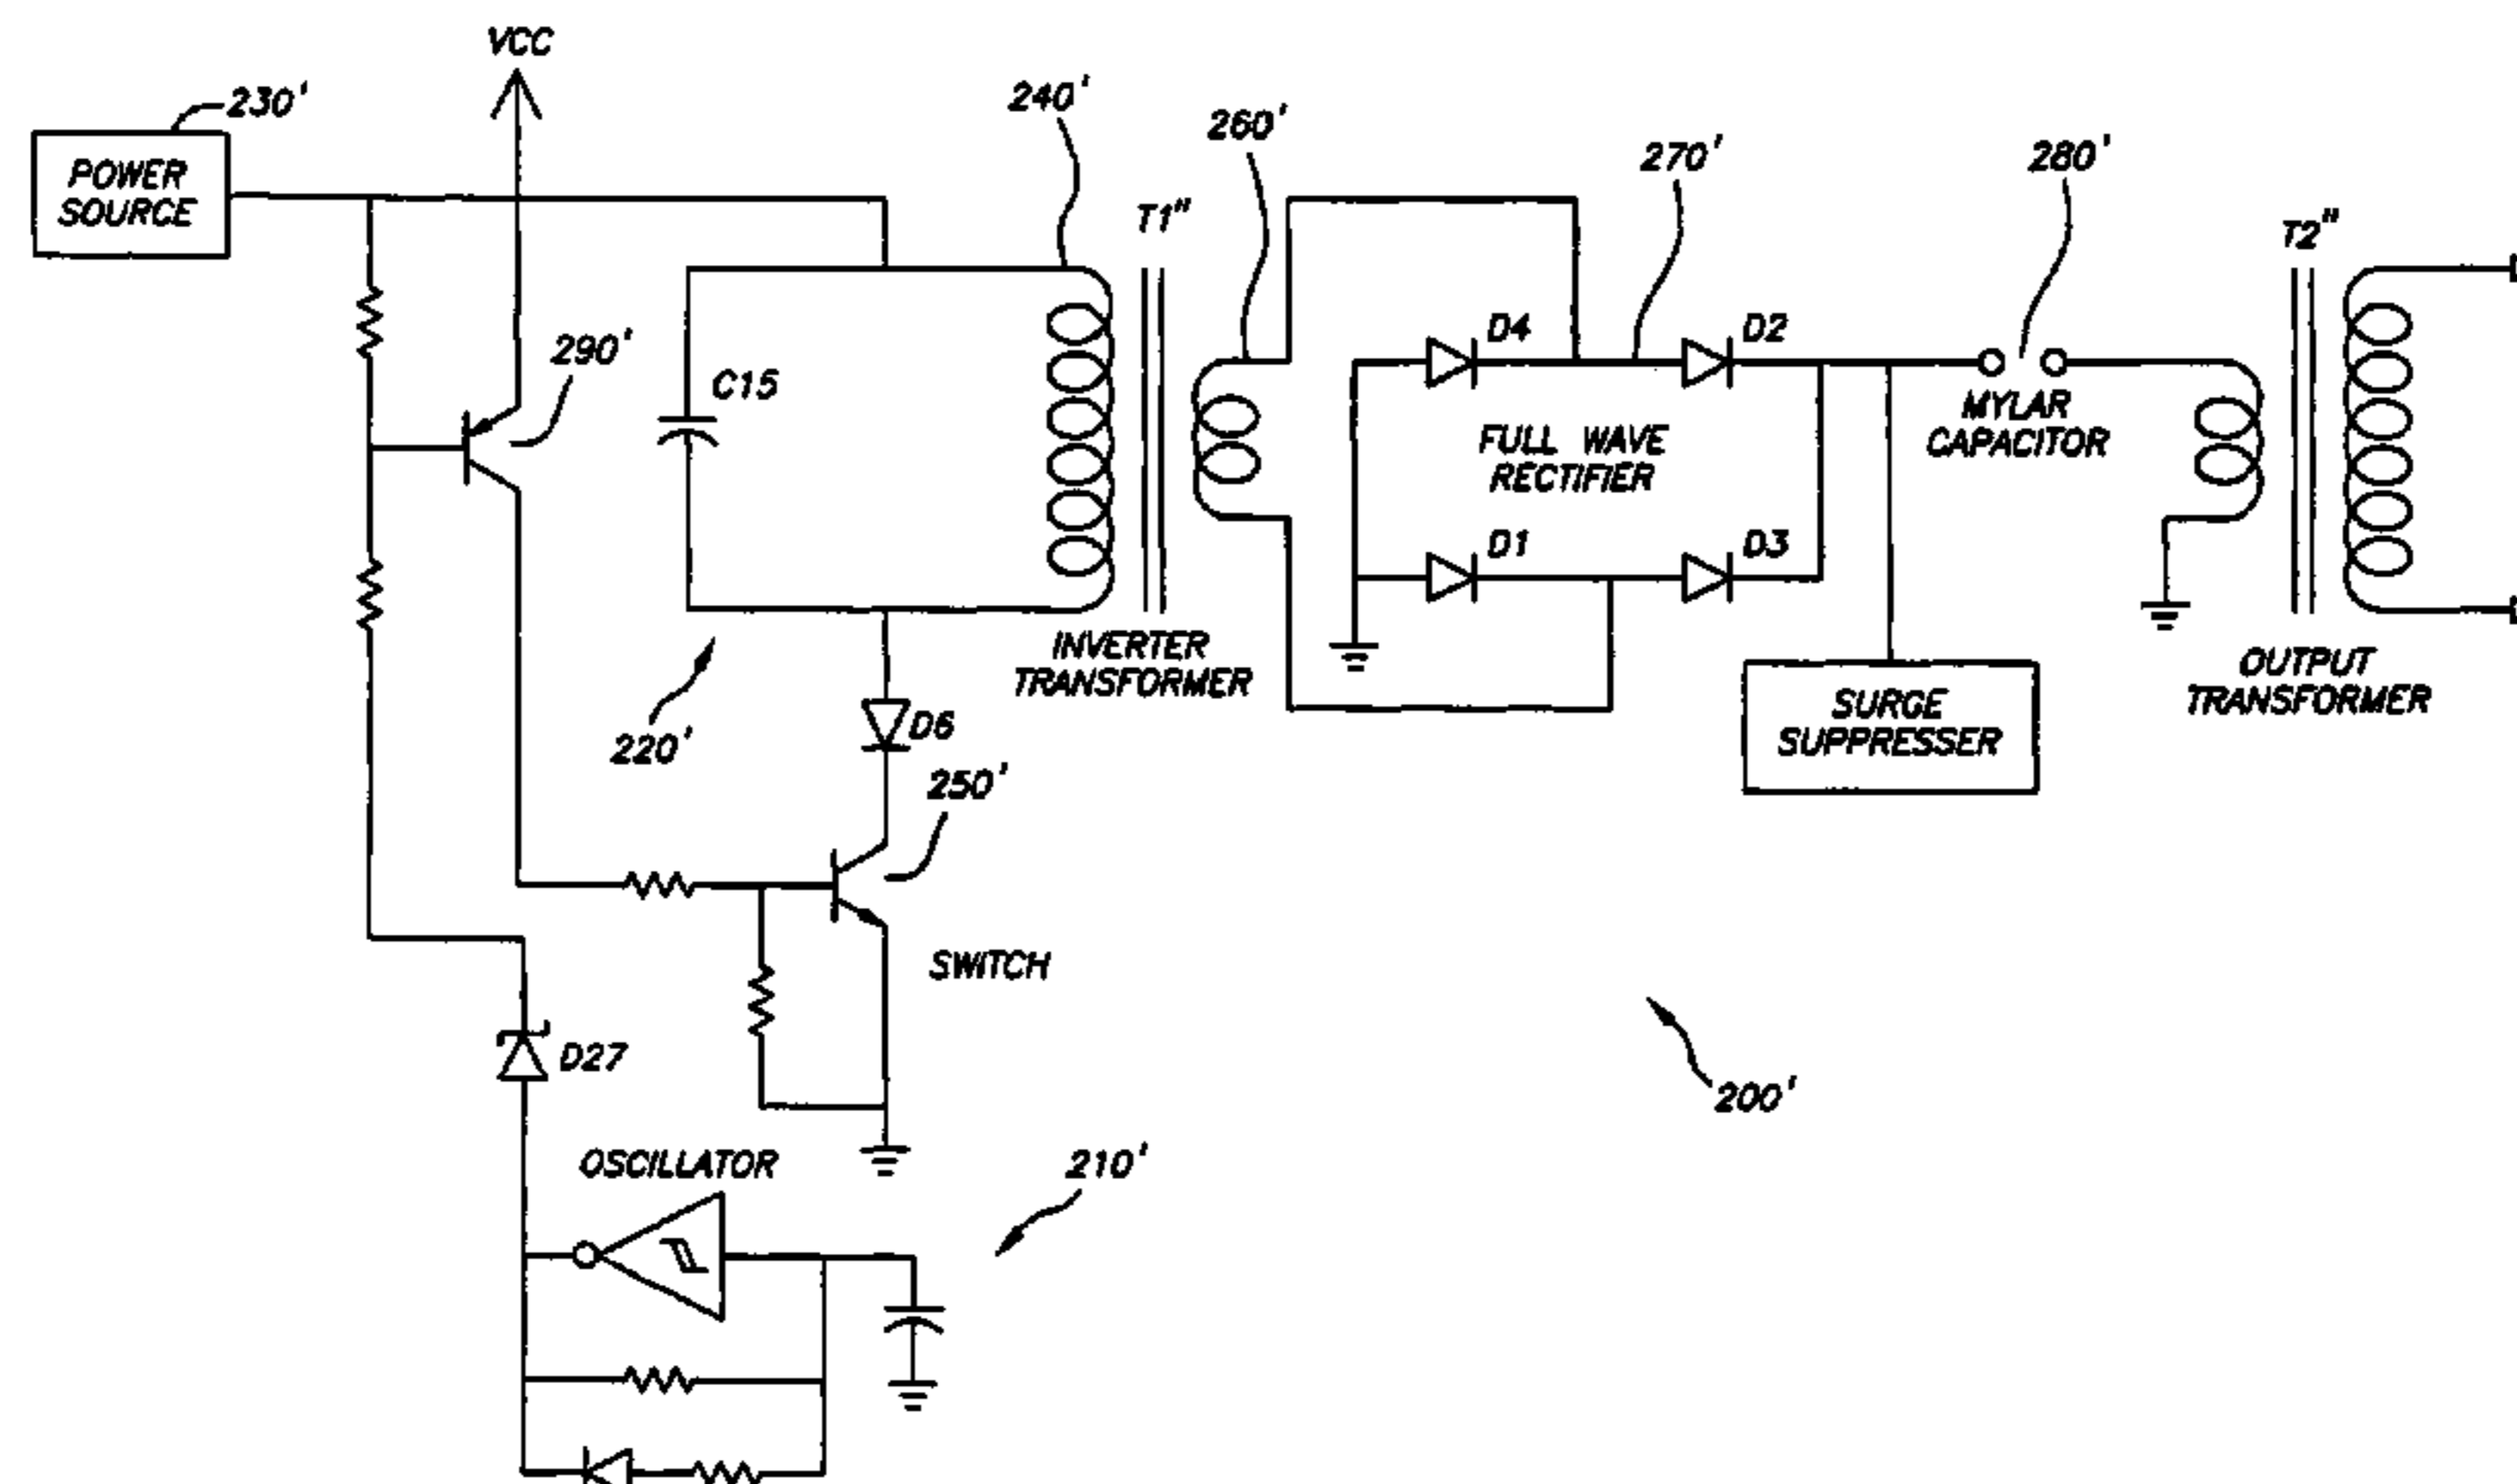 VCC
230'
POWER
SOURCE
240'
260'
270'
280'
T1"
T2"
290'
C15
D4
D2
FULL WAVE
RECTIFIER
MYLAR
CAPACITOR
D1
D3
220'
INVERTER
TRANSFORMER
D6
250'
SURGE
SUPPRESSER
OUTPUT
TRANSFORMER
SWITCH
D27
200'
OSCILLATOR
210'